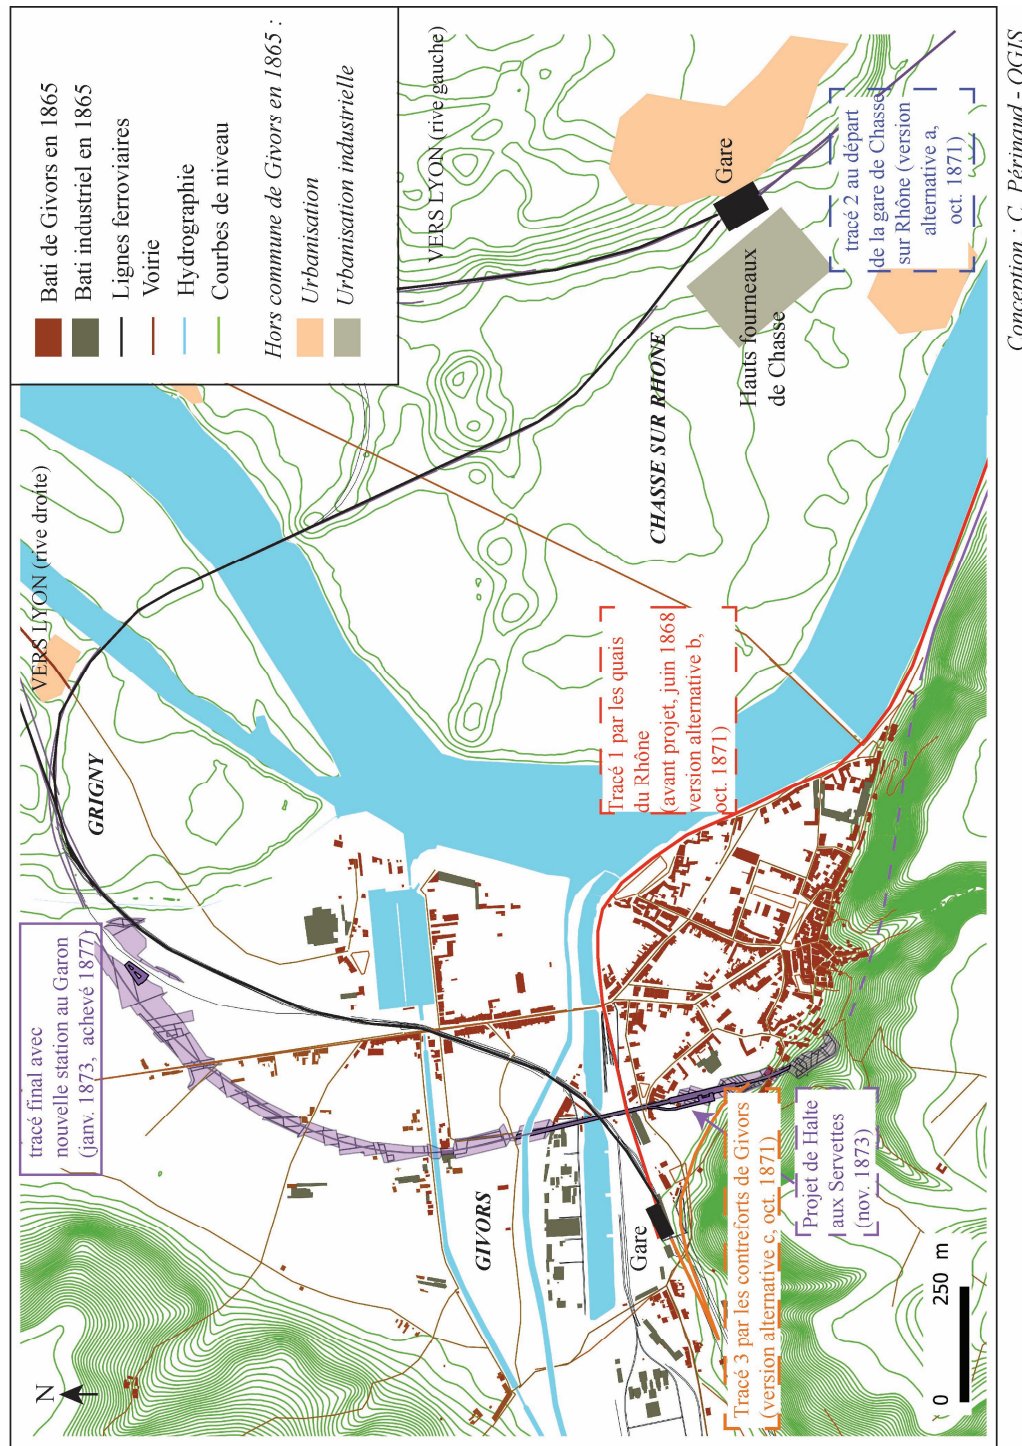 N
tracé final avec
nouvelle station au Garon
(janv. 1873, achevé 1877)
VERS LYON (rive droite)
GRIGNY
Bati de Givors en 1865
Bati industriel en 1865
Lignes ferroviaires
Voirie
Hydrographie
Courbes de niveau
Hors commune de Givors en 1865 :
Urbanisation
Urbanisation industrielle
VERS LYON (rive gauche)
GIVORS
Gare
Tracé 1 par les quais
du Rhône
(avant projet, juin 1868
version alternative b,
oct. 1871)
CHASSE SUR RHONE
Gare
Hauts fourneaux
de Chasse
tracé 2 au départ
de la gare de Chasse
sur Rhône (version
alternative a,
oct. 1871)
Tracé 3 par les contreforts de Givors
(version alternative c, oct. 1871)
Projet de Halte
aux Servettes
(nov. 1873)
0 250 m
Conception : C. Périnaud - OGIS